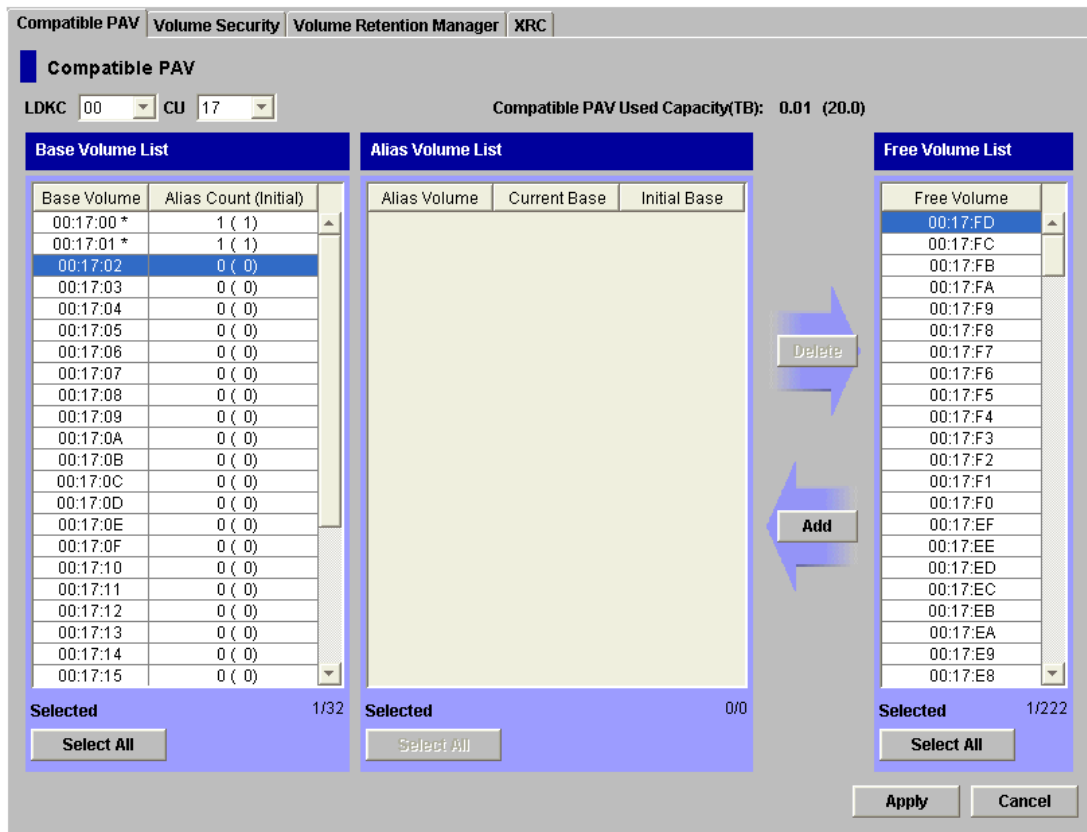 Compatible PAV Volume Security Volume Retention Manager XRC
Compatible PAV
LDKC 00 CU 17 Compatible PAV Used Capacity(TB): 0.01 (20.0)
Base Volume List
Base Volume Alias Count (Initial)
00:17:00 * 1 ( 1)
00:17:01 * 1 ( 1)
00:17:02 0 ( 0)
00:17:03 0 ( 0)
00:17:04 0 ( 0)
00:17:05 0 ( 0)
00:17:06 0 ( 0)
00:17:07 0 ( 0)
00:17:08 0 ( 0)
00:17:09 0 ( 0)
00:17:0A 0 ( 0)
00:17:0B 0 ( 0)
00:17:0C 0 ( 0)
00:17:0D 0 ( 0)
00:17:0E 0 ( 0)
00:17:0F 0 ( 0)
00:17:10 0 ( 0)
00:17:11 0 ( 0)
00:17:12 0 ( 0)
00:17:13 0 ( 0)
00:17:14 0 ( 0)
00:17:15 0 ( 0)
Selected 1/32
Select All
Alias Volume List
Alias Volume Current Base Initial Base
Selected 0/0
Select All
Delete
Add
Free Volume List
Free Volume
00:17:FD
00:17:FC
00:17:FB
00:17:FA
00:17:F9
00:17:F8
00:17:F7
00:17:F6
00:17:F5
00:17:F4
00:17:F3
00:17:F2
00:17:F1
00:17:F0
00:17:EF
00:17:EE
00:17:ED
00:17:EC
00:17:EB
00:17:EA
00:17:E9
00:17:E8
Selected 1/222
Select All
Apply Cancel